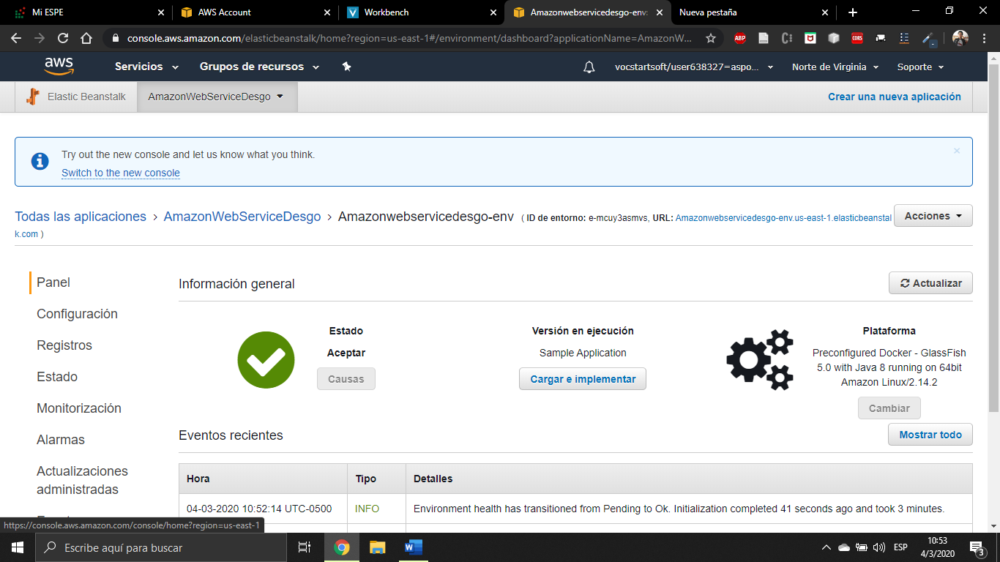 Mi ESPE
AWS Account
Workbench
Amazonwebservicedesgo-env:
Nueva pestaña
console.aws.amazon.com/elasticbeanstalk/home?region=us-east-1#/environment/dashboard?applicationName=AmazonW...
ABP
CORS
aws
Servicios
Grupos de recursos
vocstartsoft/user638327=aspo...
Norte de Virginia
Soporte
Elastic Beanstalk
AmazonWebServiceDesgo
Crear una nueva aplicación
Try out the new console and let us know what you think.
Switch to the new console
Todas las aplicaciones > AmazonWebServiceDesgo > Amazonwebservicedesgo-env ( ID de entorno: e-mcuy3asmvs, URL: Amazonwebservicedesgo-env.us-east-1.elasticbeanstal
k.com )
Acciones
Panel
Configuración
Registros
Estado
Monitorización
Alarmas
Actualizaciones
administradas
Información general
Actualizar
Estado
Aceptar
Causas
Versión en ejecución
Sample Application
Cargar e implementar
Plataforma
Preconfigured Docker - GlassFish
5.0 with Java 8 running on 64bit
Amazon Linux/2.14.2
Cambiar
Eventos recientes
Mostrar todo
Hora
Tipo
Detalles
04-03-2020 10:52:14 UTC-0500
INFO
Environment health has transitioned from Pending to Ok. Initialization completed 41 seconds ago and took 3 minutes.
https://console.aws.amazon.com/console/home?region=us-east-1
Escribe aquí para buscar
ESP
10:53
4/3/2020
3